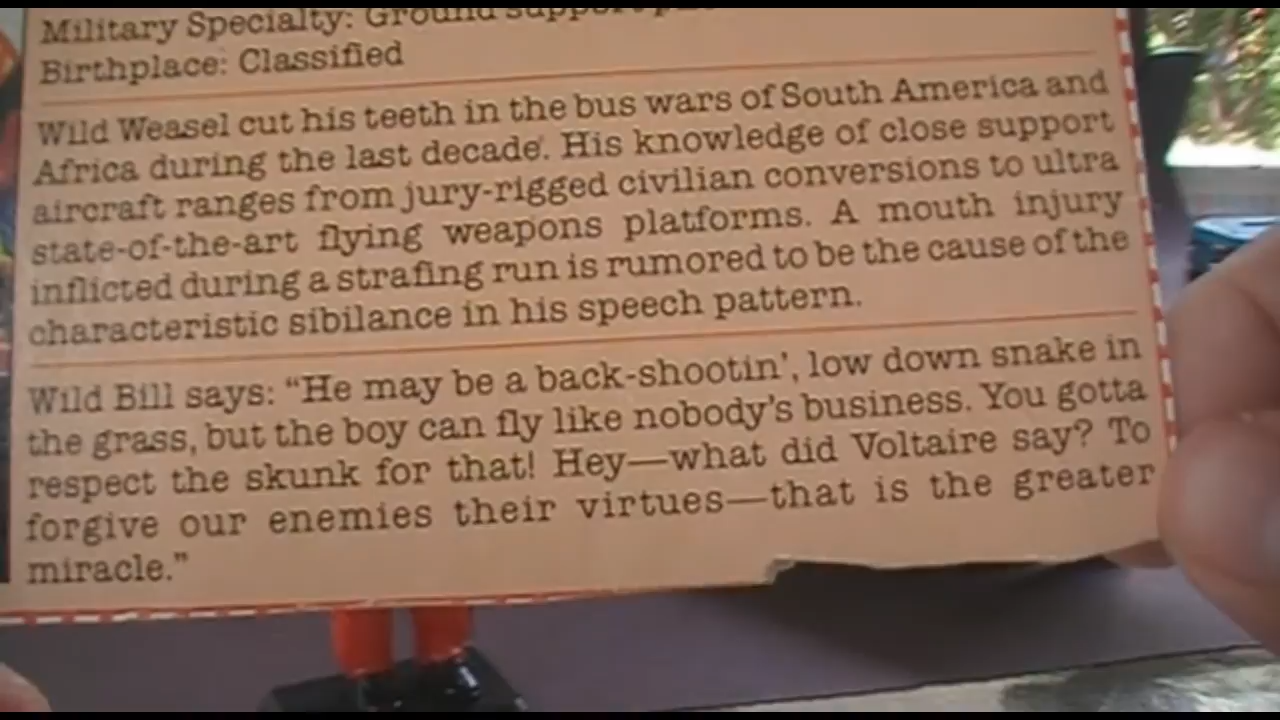 Military Specialty: Ground support
Birthplace: Classified
Wild Weasel cut his teeth in the bus wars of South America and
Africa during the last decade. His knowledge of close support
aircraft ranges from jury-rigged civilian conversions to ultra
state-of-the-art flying weapons platforms. A mouth injury
inflicted during a strafing run is rumored to be the cause of the
characteristic sibilance in his speech pattern.
Wild Bill says: “He may be a back-shootin’, low down snake in
the grass, but the boy can fly like nobody’s business. You gotta
respect the skunk for that! Hey—what did Voltaire say? To
forgive our enemies their virtues—that is the greater
miracle.”